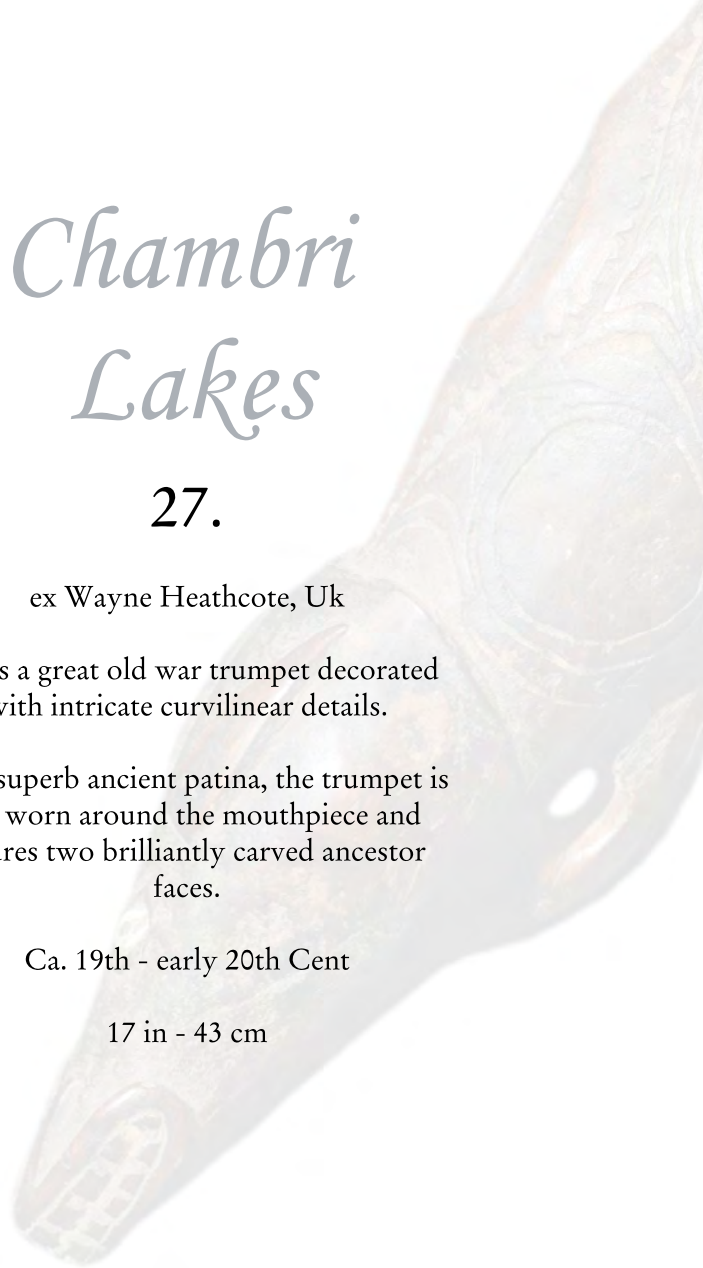 Chambri
Lakes
27.
ex Wayne Heathcote, Uk
a great old war trumpet decorated
intricate curvilinear details.
superb ancient patina, the trumpet is
worn around the mouthpiece and
two brilliantly carved ancestor
faces.
Ca. 19th - early 20th Cent
17 in - 43 cm